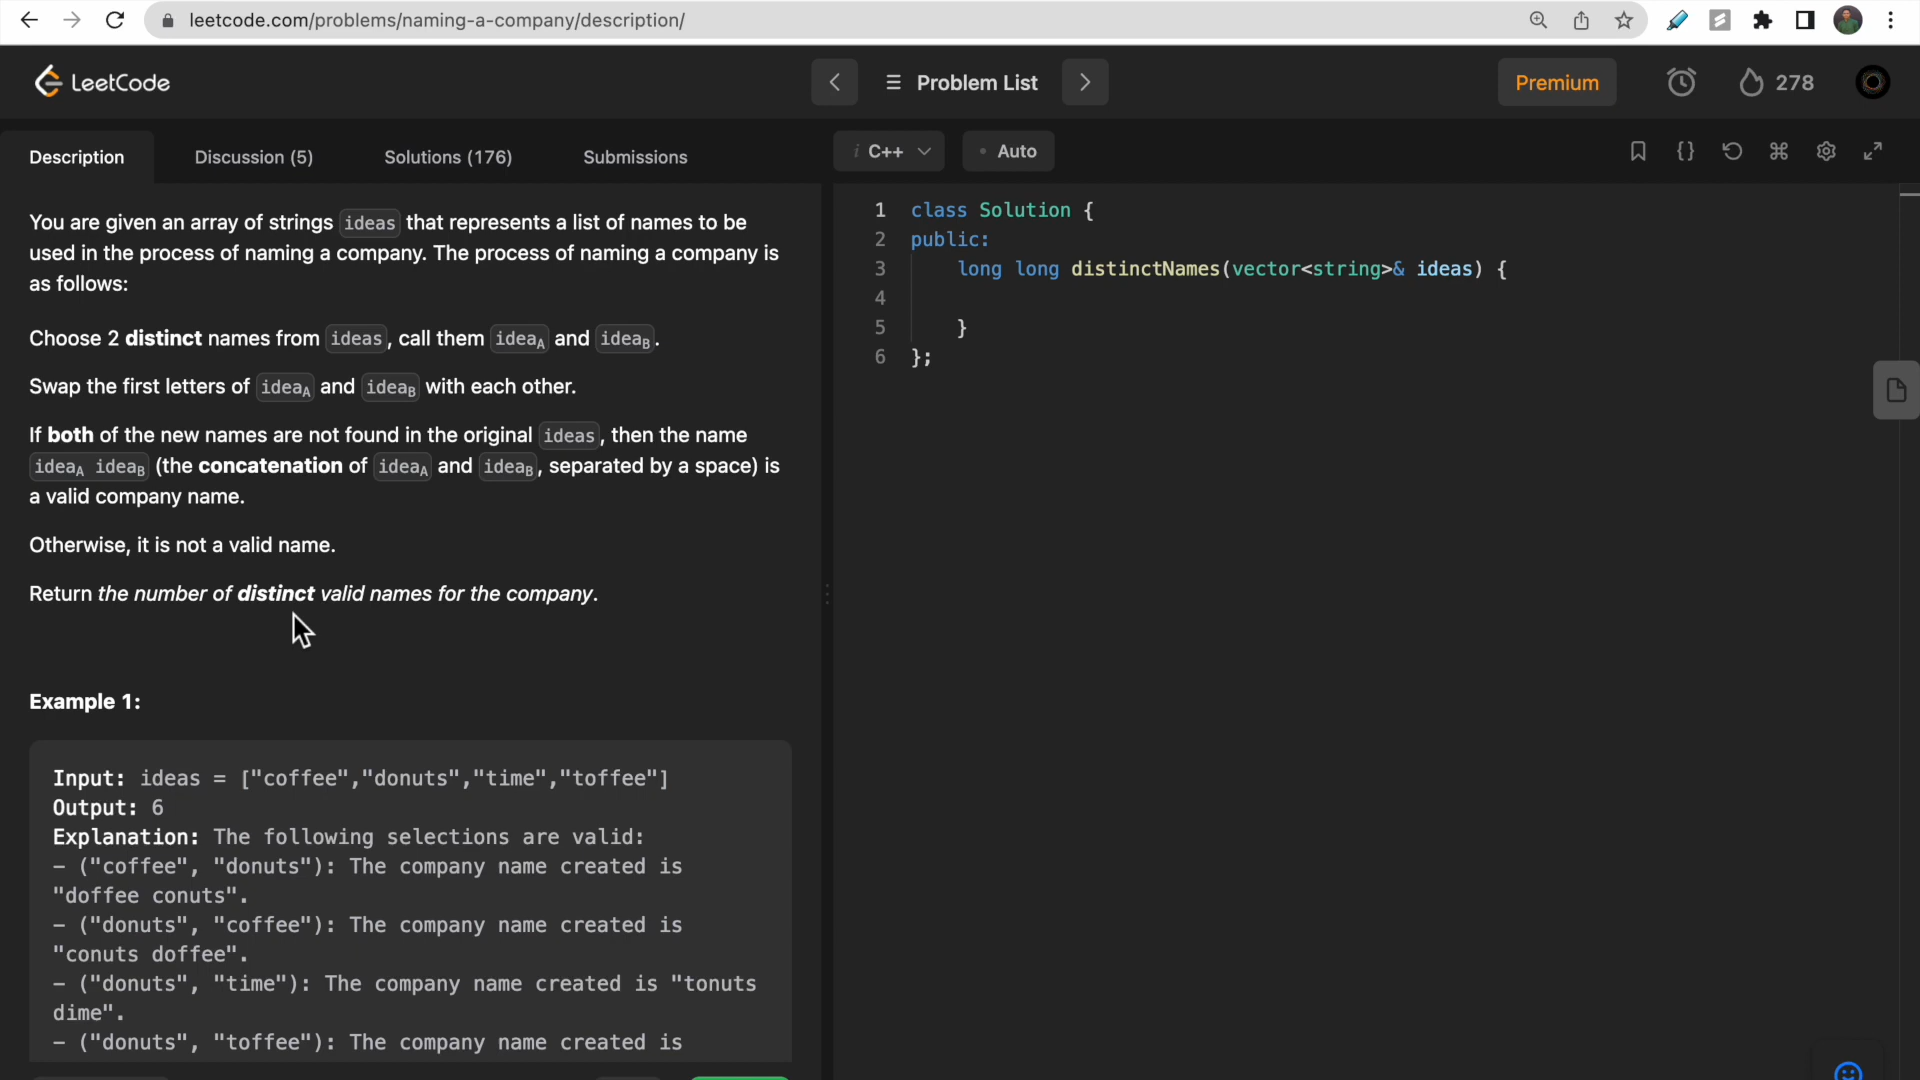 leetcode.com/problems/naming-a-company/description/
LeetCode
Problem List
Premium
278
Description
Discussion (5)
Solutions (176)
Submissions
i C++
• Auto
You are given an array of strings ideas that represents a list of names to be
used in the process of naming a company. The process of naming a company is
as follows:
Choose 2 distinct names from ideas, call them ideaA and ideaB.
Swap the first letters of ideaA and ideaB with each other.
If both of the new names are not found in the original ideas, then the name
ideaA ideaB (the concatenation of ideaA and ideaB, separated by a space) is
a valid company name.
Otherwise, it is not a valid name.
Return the number of distinct valid names for the company.
Example 1:
Input: ideas = ["coffee","donuts","time","toffee"]
Output: 6
Explanation: The following selections are valid:
- ("coffee", "donuts"): The company name created is
"doffee conuts".
- ("donuts", "coffee"): The company name created is
"conuts doffee".
- ("donuts", "time"): The company name created is "tonuts
dime".
- ("donuts", "toffee"): The company name created is
1 class Solution {
2 public:
3 long long distinctNames(vector<string>& ideas) {
4
5 }
6 };